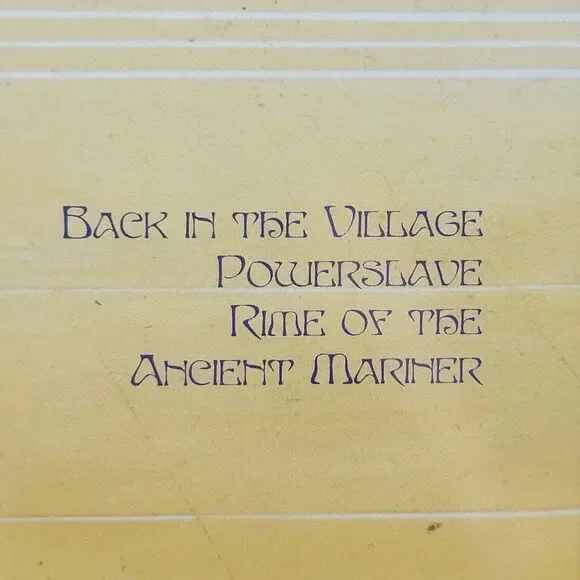 Back in the Village
Powerslave
Rime of the
Ancient Mariner